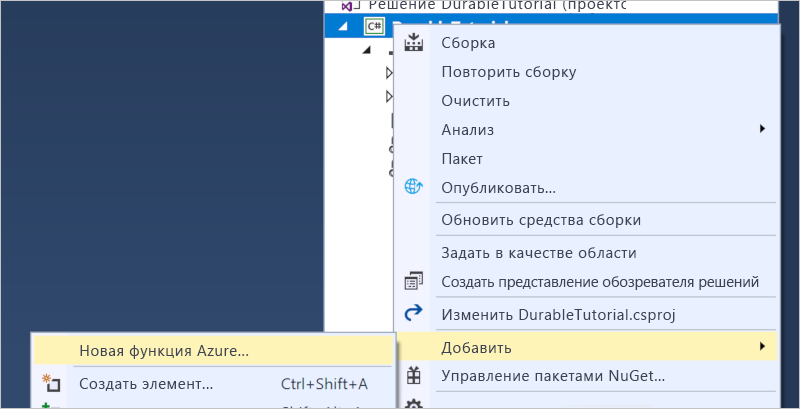 Решение DurableTutorial (проектс
C#
Сборка
Повторить сборку
Очистить
Анализ
Пакет
Опубликовать...
Обновить средства сборки
Задать в качестве области
Создать представление обозревателя решений
Изменить DurableTutorial.csproj
Добавить
Управление пакетами NuGet...
Новая функция Azure...
Создать элемент... Ctrl+Shift+A